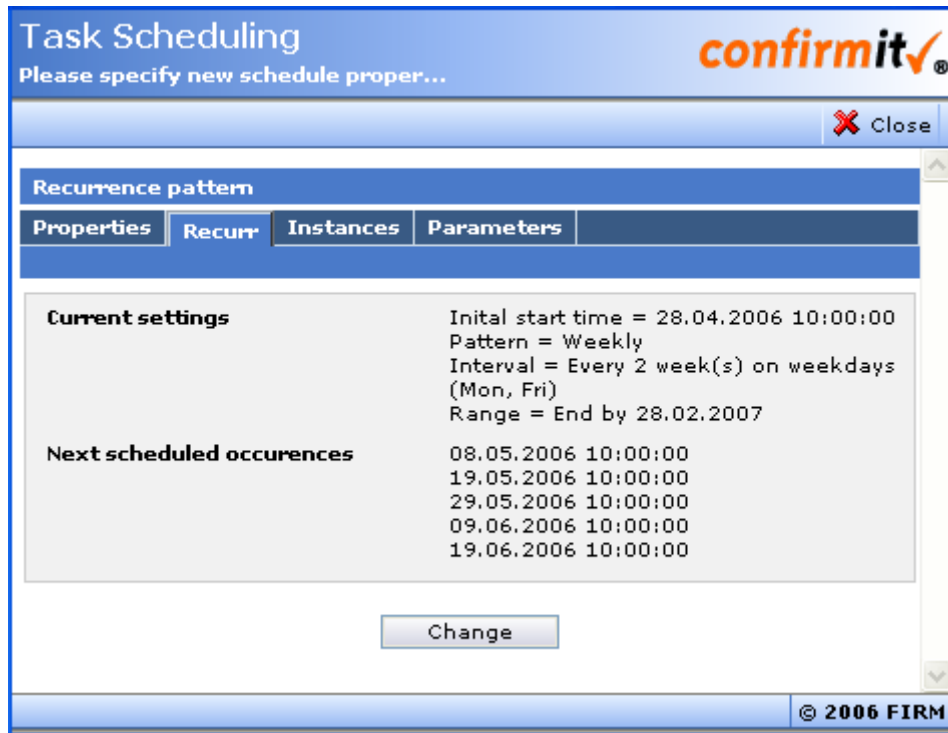 Task Scheduling
Please specify new schedule proper...
confirmit®
Close
Recurrence pattern
Properties Recurr Instances Parameters
Current settings
Inital start time = 28.04.2006 10:00:00
Pattern = Weekly
Interval = Every 2 week(s) on weekdays
(Mon, Fri)
Range = End by 28.02.2007
Next scheduled occurences
08.05.2006 10:00:00
19.05.2006 10:00:00
29.05.2006 10:00:00
09.06.2006 10:00:00
19.06.2006 10:00:00
Change
© 2006 FIRM